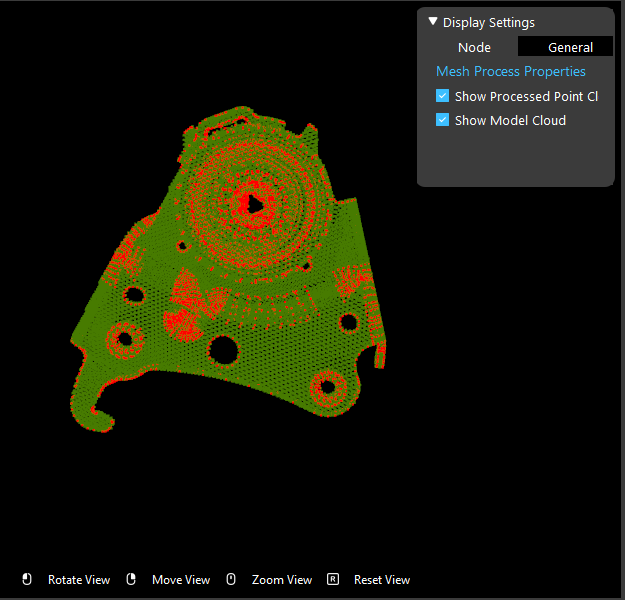 Display Settings
Node General
Mesh Process Properties
Show Processed Point Cl
Show Model Cloud
Rotate View Move View Zoom View R Reset View